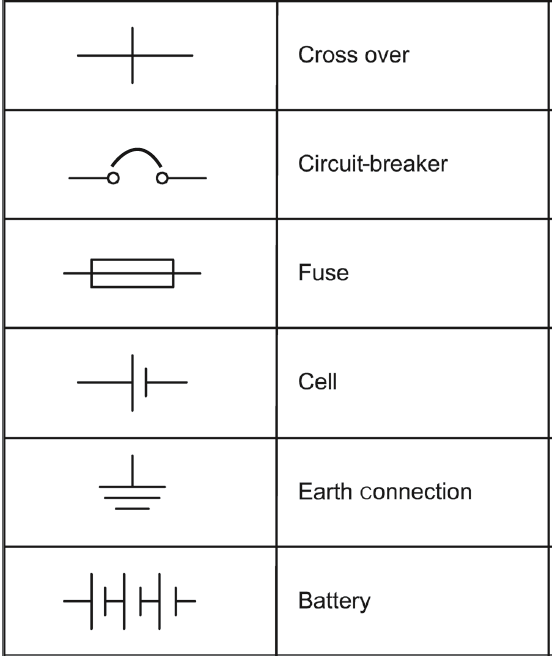 Cross over
Circuit-breaker
Fuse
Cell
Earth connection
Battery